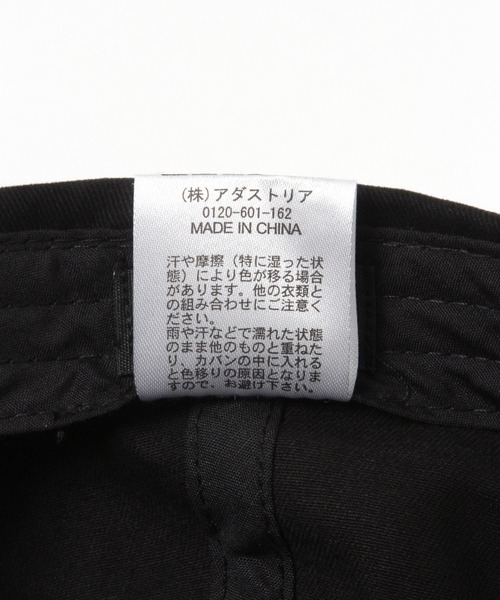 (株)アダストリア
0120-601-162
MADE IN CHINA
汗や摩擦(特に湿った状
態)により色が移る場合
があります。他の衣類と
の組み合わせにご注意く
ださい。
雨や汗などで濡れた状態
のまま他のものと重ねた
り、カバンの中に入れる
と色移りの原因となりま
すので、お避け下さい。